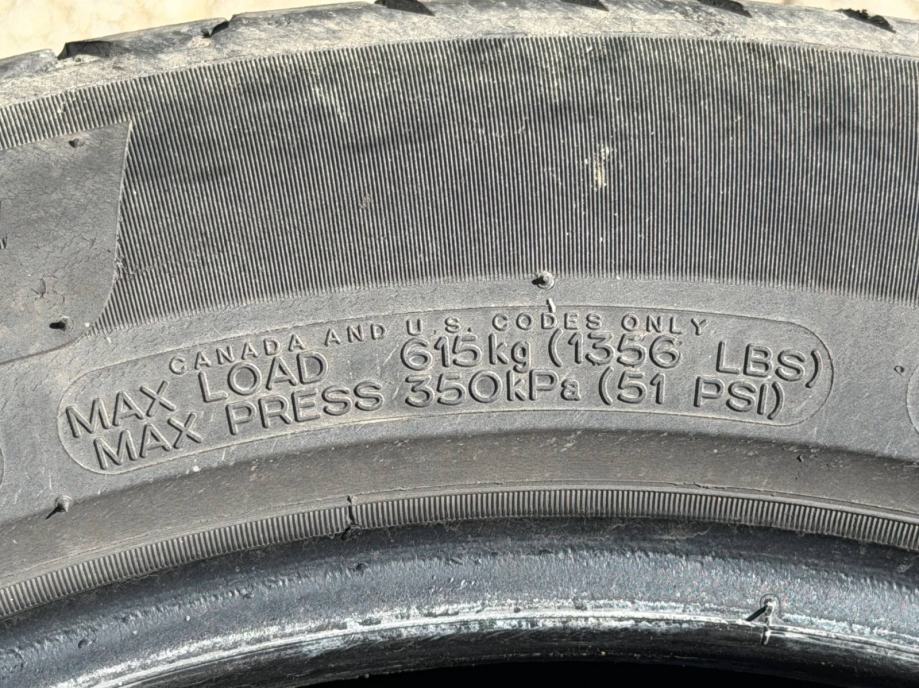 CANADA AND U.S. CODES ONLY
MAX LOAD 615kg (1356 LBS)
MAX PRESS 350kPa (51 PSI)